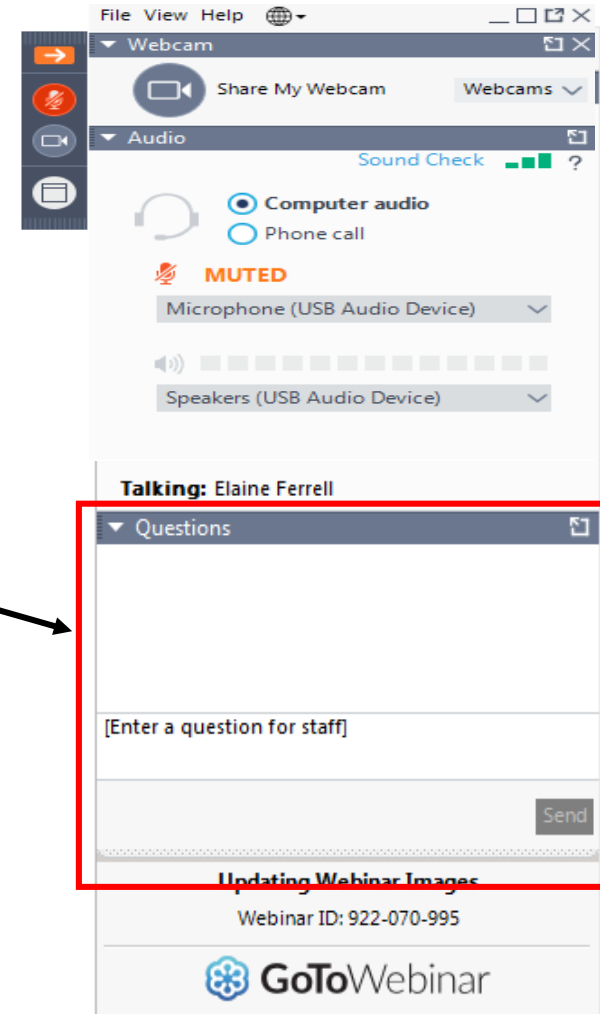 File View Help
Webcam
Share My Webcam Webcams
Audio
Sound Check ?
Computer audio
Phone call
MUTED
Microphone (USB Audio Device)
Speakers (USB Audio Device)
Talking: Elaine Ferrell
Questions
[Enter a question for staff]
Send
Updating Webinar Images
Webinar ID: 922-070-995
GoToWebinar